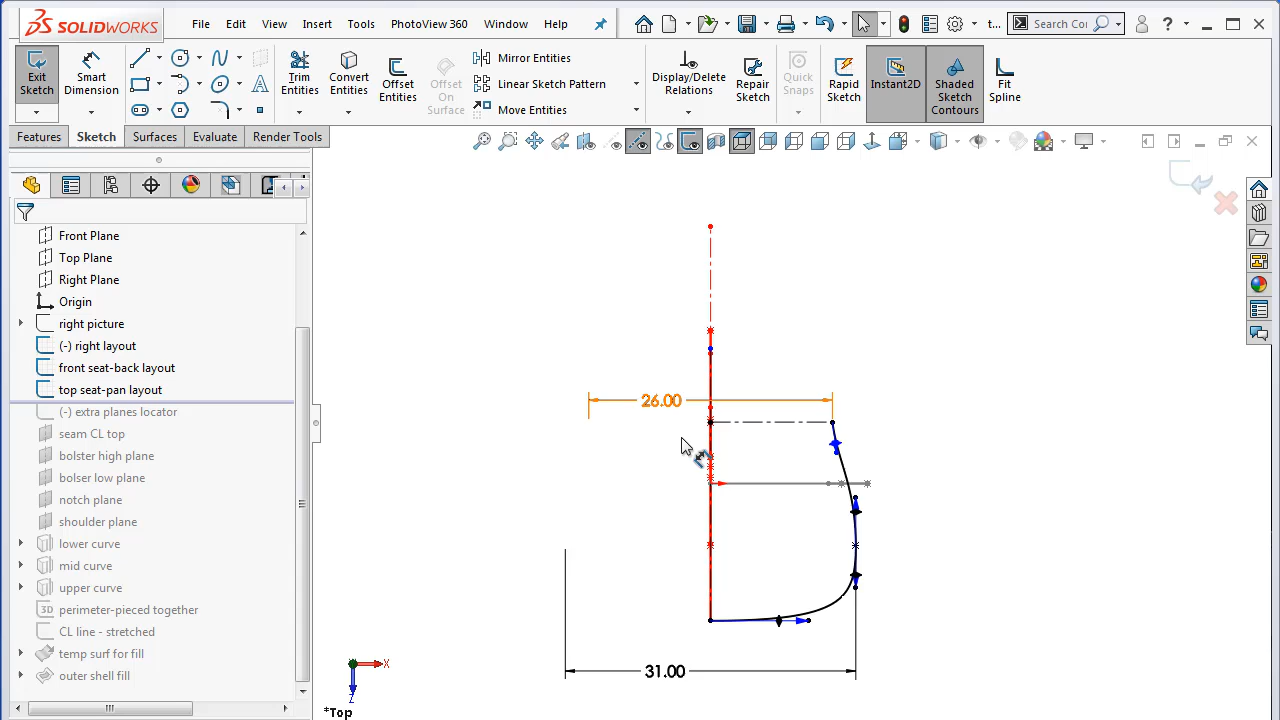 SOLIDWORKS
File Edit View Insert Tools PhotoView 360 Window Help
t...
Search Coı
Exit Sketch
Smart Dimension
Trim Entities
Convert Entities
Offset Entities
Offset On Surface
Mirror Entities
Linear Sketch Pattern
Move Entities
Display/Delete Relations
Repair Sketch
Quick Snaps
Rapid Sketch
Instant2D
Shaded Sketch Contours
Fit Spline
Features Sketch Surfaces Evaluate Render Tools
Front Plane
Top Plane
Right Plane
Origin
right picture
(-) right layout
front seat-back layout
top seat-pan layout
(-) extra planes locator
seam CL top
bolster high plane
bolser low plane
notch plane
shoulder plane
lower curve
mid curve
upper curve
3D perimeter-pieced together
CL line - stretched
temp surf for fill
outer shell fill
26.00
31.00
X
Z
*Top